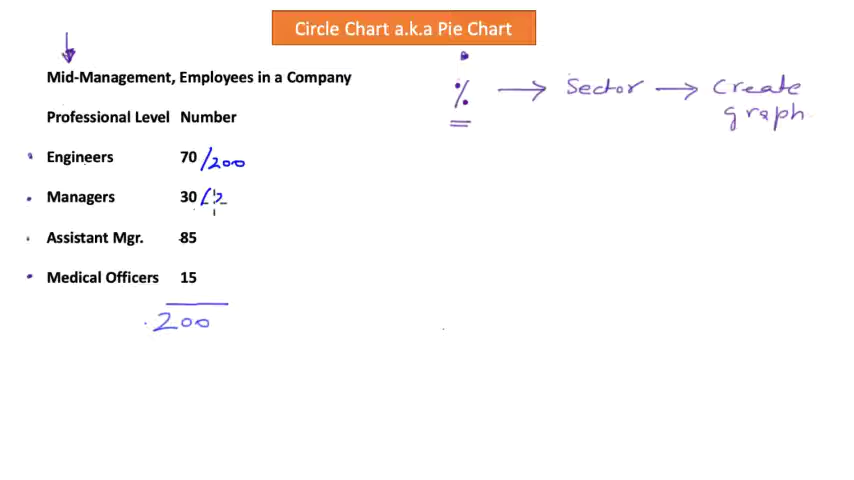 Circle Chart a.k.a Pie Chart
Mid-Management, Employees in a Company
% → Sector → Create graph
Professional Level Number
Engineers 70 /200
Managers 30 /2
Assistant Mgr. 85
Medical Officers 15
200